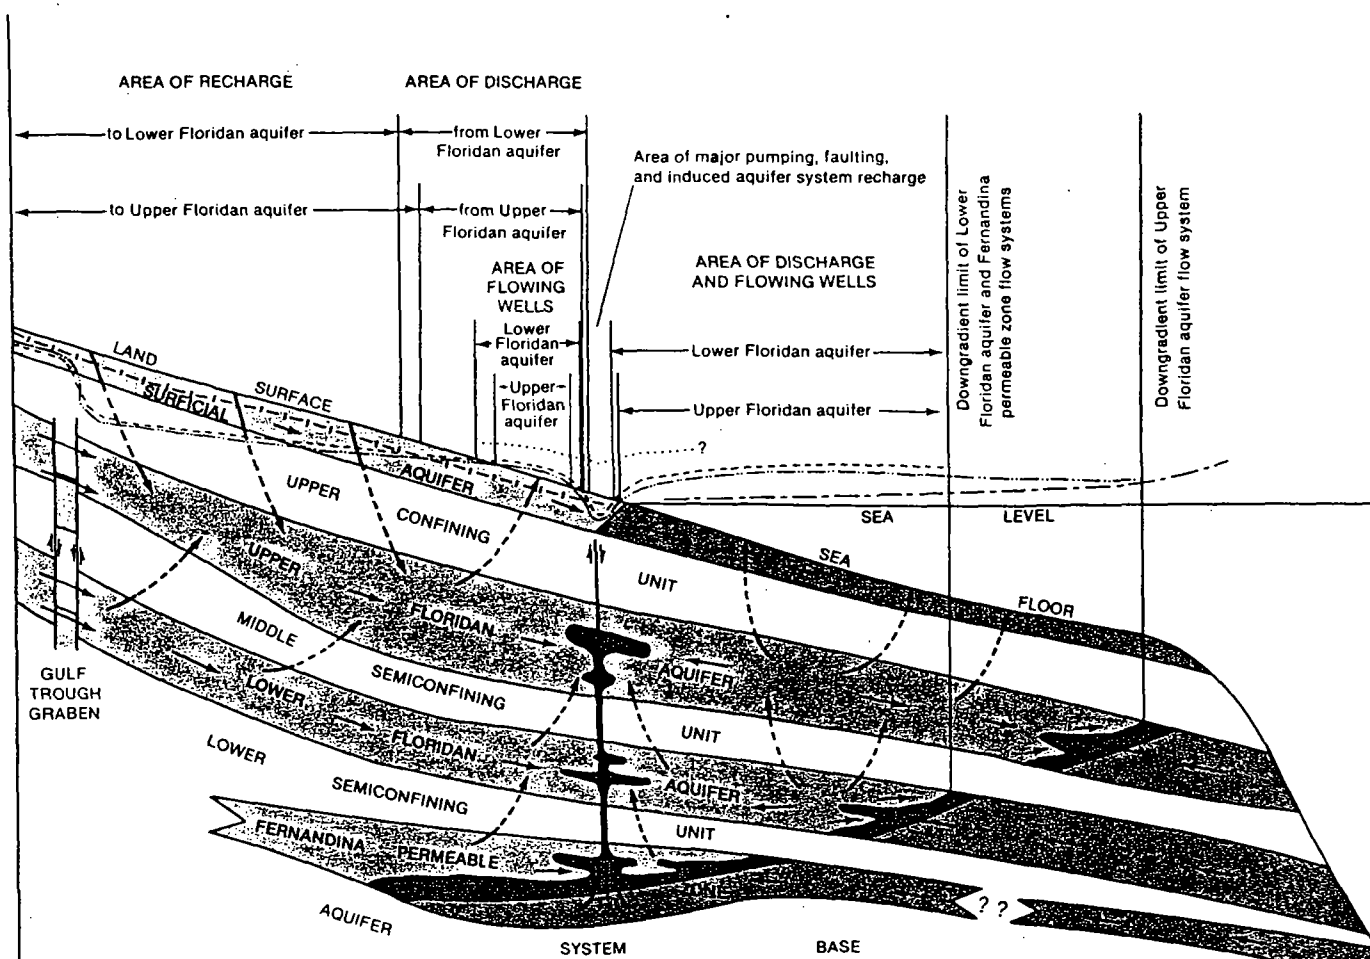 AREA OF RECHARGE
AREA OF DISCHARGE
to Lower Floridan aquifer
from Lower
Floridan aquifer
Area of major pumping, faulting,
and induced aquifer system recharge
to Upper Floridan aquifer
from Upper
Floridan aquifer
AREA OF
FLOWING
WELLS
AREA OF DISCHARGE
AND FLOWING WELLS
Lower
Floridan
aquifer
Lower Floridan aquifer
Upper
Floridan
aquifer
Upper Floridan aquifer
Downgradient limit of Lower
Floridan aquifer and Fernandina
permeable zone flow systems
Downgradient limit of Upper
Floridan aquifer flow system
?
LAND
SURFACE
SURFICIAL
AQUIFER
SEA
LEVEL
UPPER
CONFINING
UNIT
SEA
FLOOR
UPPER
FLORIDAN
AQUIFER
MIDDLE
SEMICONFINING
UNIT
GULF
TROUGH
GRABEN
LOWER
FLORIDAN
AQUIFER
LOWER
SEMICONFINING
UNIT
FERNANDINA
PERMEABLE
ZONE
? ?
AQUIFER
SYSTEM
BASE